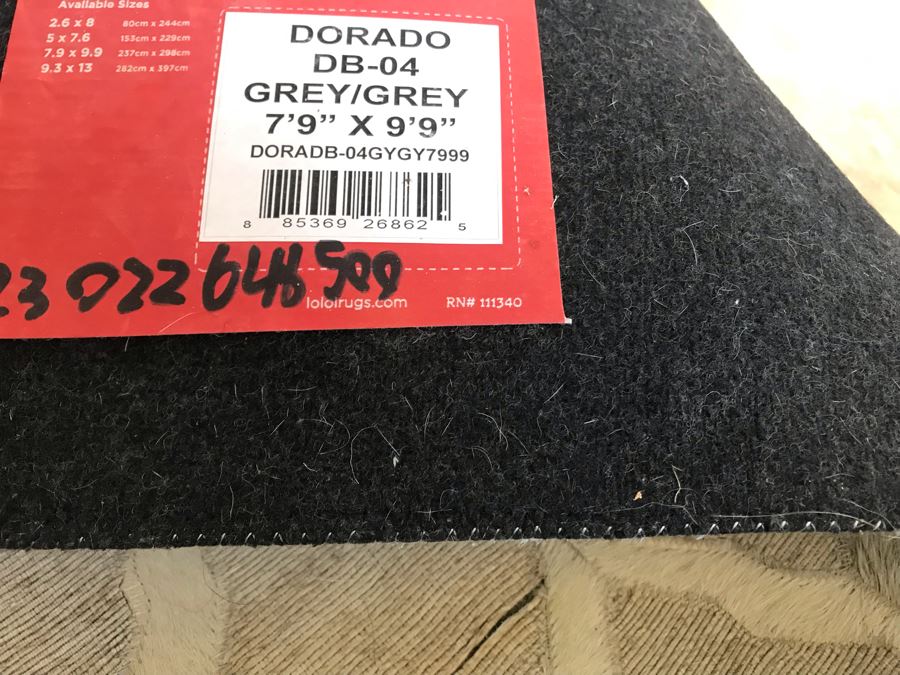 Available Sizes
2.6 x 8 80cm x 244cm
5 x 7.6 153cm x 229cm
7.9 x 9.9 237cm x 298cm
9.3 x 13 282cm x 397cm
DORADO
DB-04
GREY/GREY
7'9" X 9'9"
DORADB-04GYGY7999
8 85369 26862 5
23 022 648 500
loloirugs.com RN# 111340